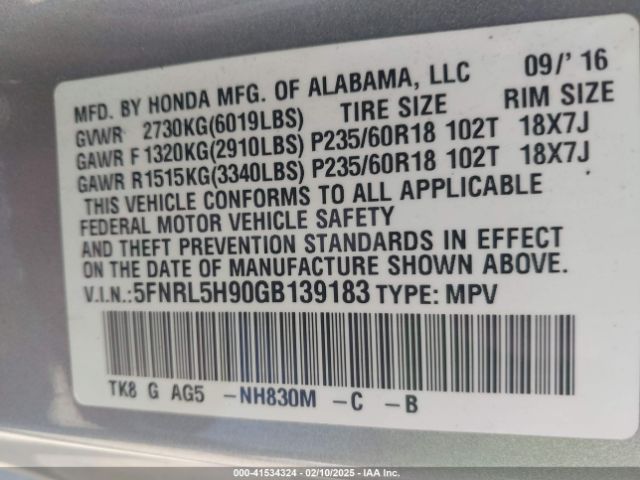 MFD. BY HONDA MFG. OF ALABAMA, LLC 09/' 16
GVWR 2730KG(6019LBS) TIRE SIZE RIM SIZE
GAWR F 1320KG(2910LBS) P235/60R18 102T 18X7J
GAWR R1515KG(3340LBS) P235/60R18 102T 18X7J
THIS VEHICLE CONFORMS TO ALL APPLICABLE
FEDERAL MOTOR VEHICLE SAFETY
AND THEFT PREVENTION STANDARDS IN EFFECT
ON THE DATE OF MANUFACTURE SHOWN ABOVE.
V.I.N.:5FNRL5H90GB139183 TYPE: MPV
TK8 G AG5 -NH830M -C -B
000-41534324 - 02/10/2025 - IAAI.COM